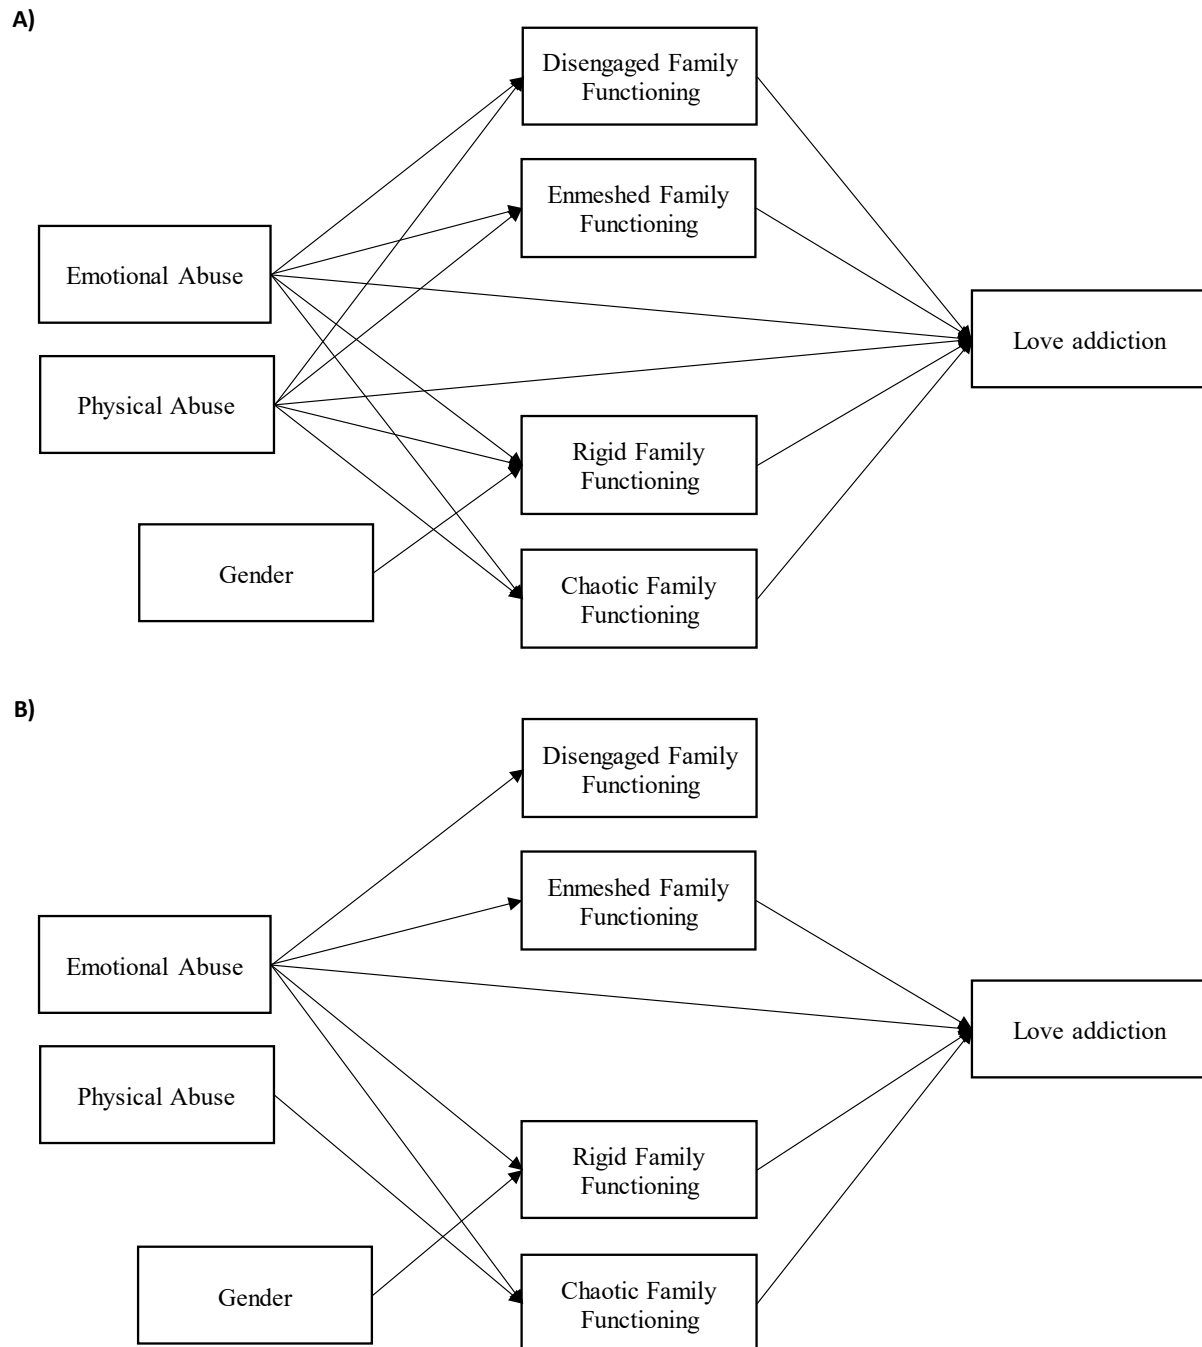 A)
Disengaged Family
Functioning
Enmeshed Family
Functioning
Emotional Abuse
Love addiction
Physical Abuse
Rigid Family
Functioning
Gender
Chaotic Family
Functioning
B)
Disengaged Family
Functioning
Enmeshed Family
Functioning
Emotional Abuse
Love addiction
Physical Abuse
Rigid Family
Functioning
Gender
Chaotic Family
Functioning